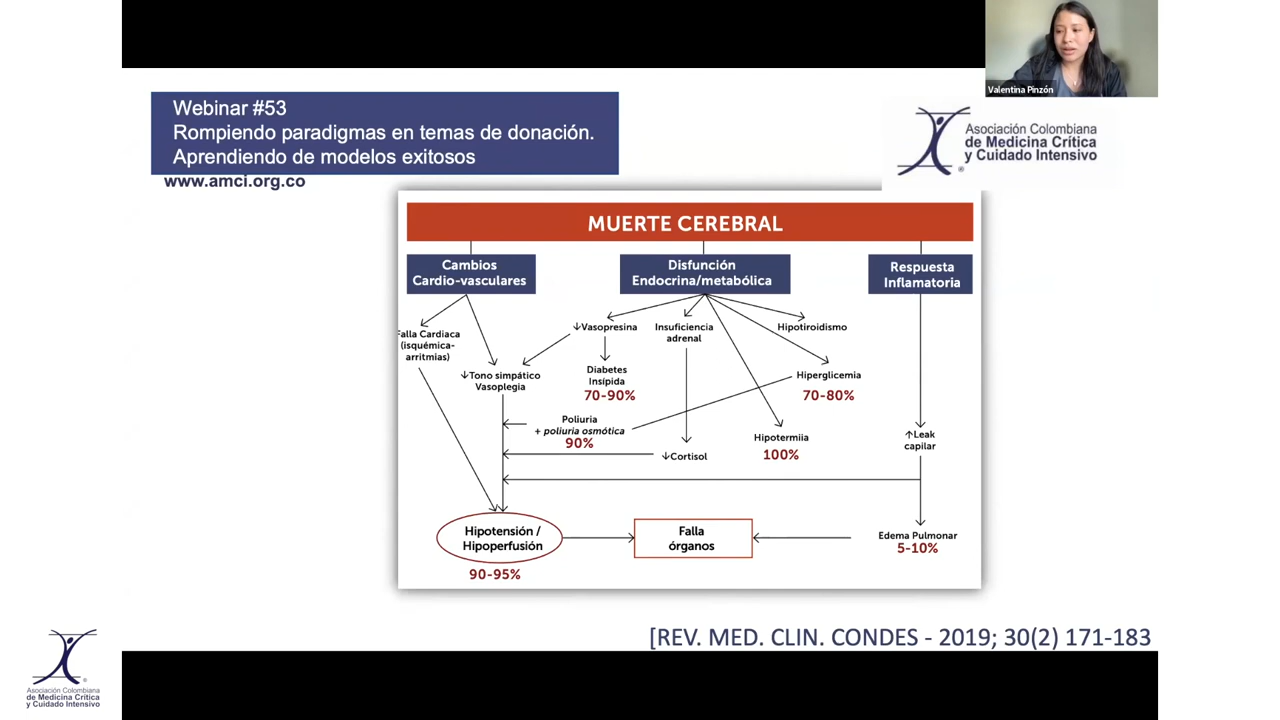 Valentina Pinzón
Webinar #53
Rompiendo paradigmas en temas de donación.
Aprendiendo de modelos exitosos
www.amci.org.co
Asociación Colombiana
de Medicina Crítica
y Cuidado Intensivo
®
MUERTE CEREBRAL
Cambios
Cardio-vasculares
Disfunción
Endocrina/metabólica
Respuesta
Inflamatoria
Falla Cardiaca
(isquémica-
arritmias)
↓Vasopresina
Insuficiencia
adrenal
Hipotiroidismo
↓Tono simpático
Vasoplegia
Diabetes
Insípida
70-90%
Hiperglicemia
70-80%
Poliuria
+ poliuria osmótica
90%
↓Cortisol
Hipotermiia
100%
↑Leak
capilar
Hipotensión /
Hipoperfusión
90-95%
Falla
órganos
Edema Pulmonar
5-10%
[REV. MED. CLIN. CONDES - 2019; 30(2) 171-183
®
Asociación Colombiana
de Medicina Crítica
y Cuidado Intensivo